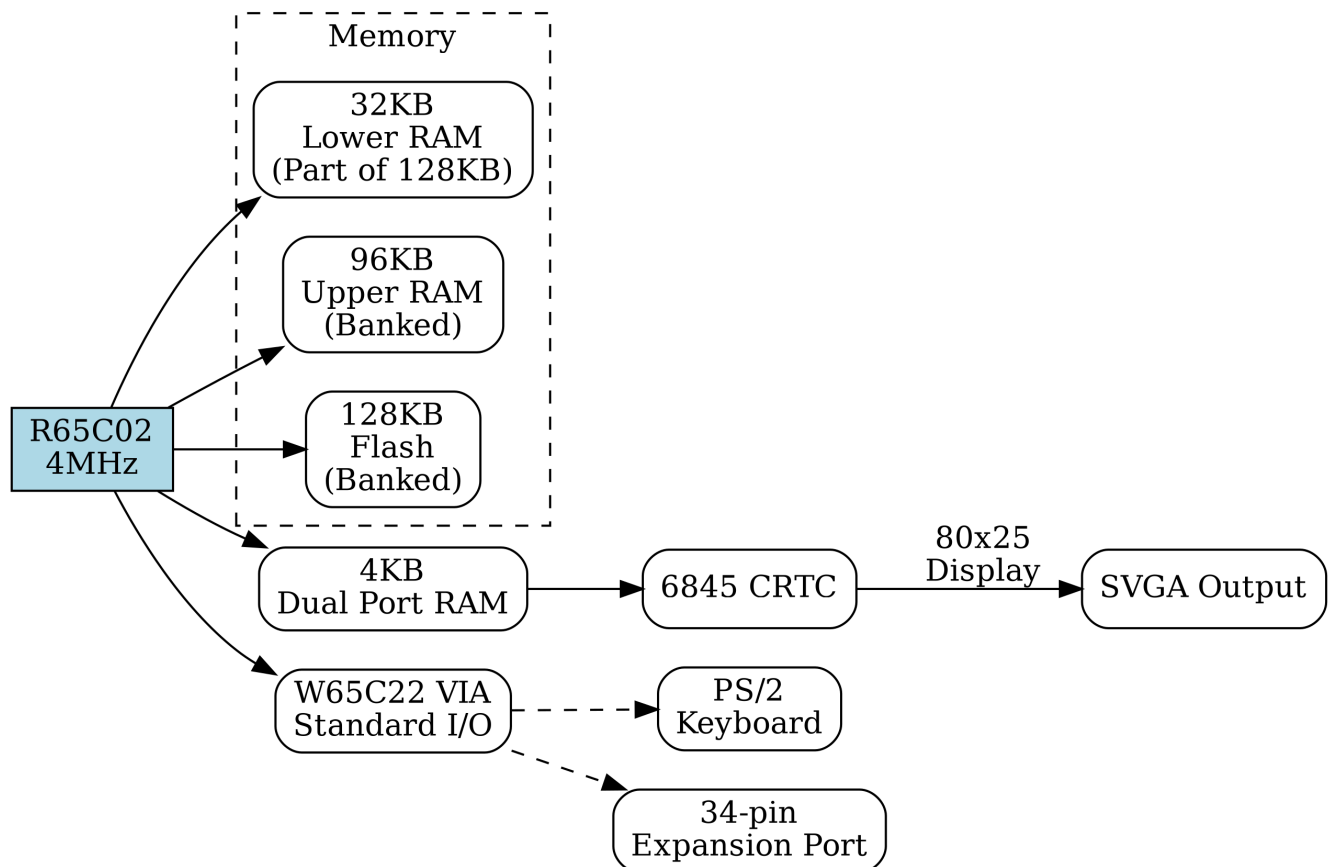 Memory
32KB
Lower RAM
(Part of 128KB)
96KB
Upper RAM
(Banked)
R65C02
4MHz
128KB
Flash
(Banked)
4KB
Dual Port RAM
6845 CRTC
80x25
Display
SVGA Output
W65C22 VIA
Standard I/O
PS/2
Keyboard
34-pin
Expansion Port